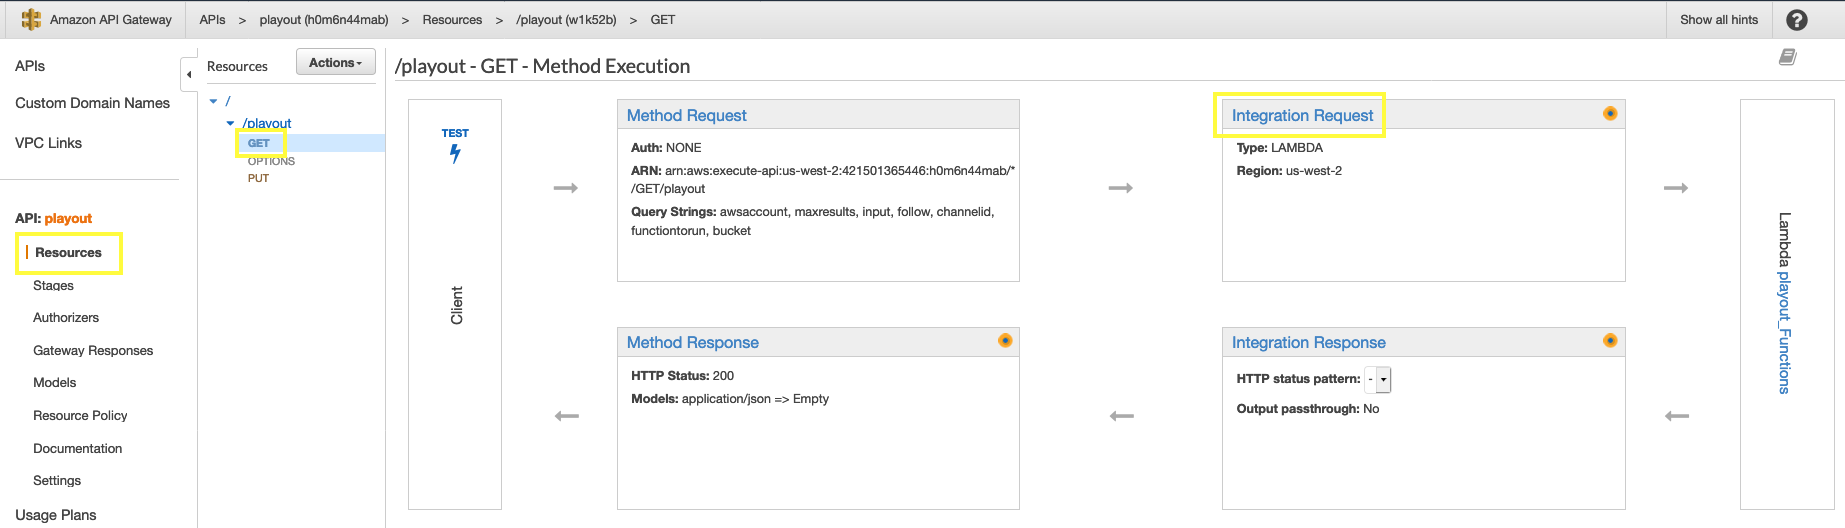 Amazon API Gateway
APIs > playout (h0m6n44mab) > Resources > /playout (w1k52b) > GET
Show all hints
?
APIs
Custom Domain Names
VPC Links
API: playout
Resources
Stages
Authorizers
Gateway Responses
Models
Resource Policy
Documentation
Settings
Usage Plans
Resources
Actions
/
/playout
GET
OPTIONS
PUT
/playout - GET - Method Execution
TEST
Client
Method Request
Auth: NONE
ARN: arn:aws:execute-api:us-west-2:421501365446:h0m6n44mab/*
/GET/playout
Query Strings: awsaccount, maxresults, input, follow, channelid,
functiontorun, bucket
Integration Request
Type: LAMBDA
Region: us-west-2
Lambda playout_Functions
Method Response
HTTP Status: 200
Models: application/json => Empty
Integration Response
HTTP status pattern: -
Output passthrough: No